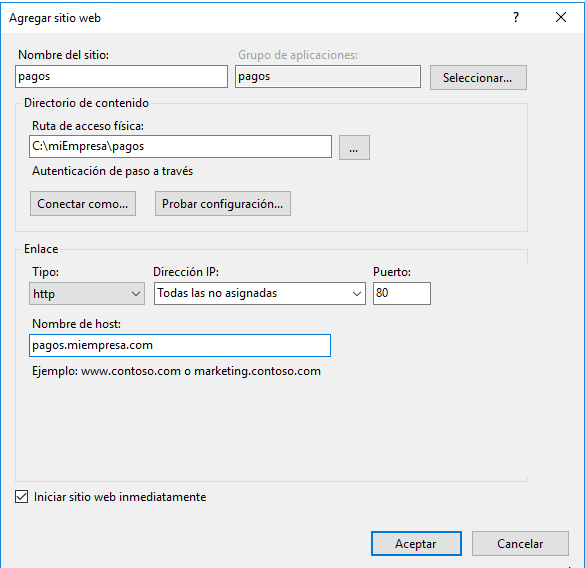 Agregar sitio web
Nombre del sitio: Grupo de aplicaciones:
pagos pagos Seleccionar...
Directorio de contenido
Ruta de acceso física:
C:\miEmpresa\pagos ...
Autenticación de paso a través
Conectar como... Probar configuración...
Enlace
Tipo: Dirección IP: Puerto:
http Todas las no asignadas 80
Nombre de host:
pagos.miempresa.com
Ejemplo: www.contoso.com o marketing.contoso.com
Iniciar sitio web inmediatamente
Aceptar Cancelar